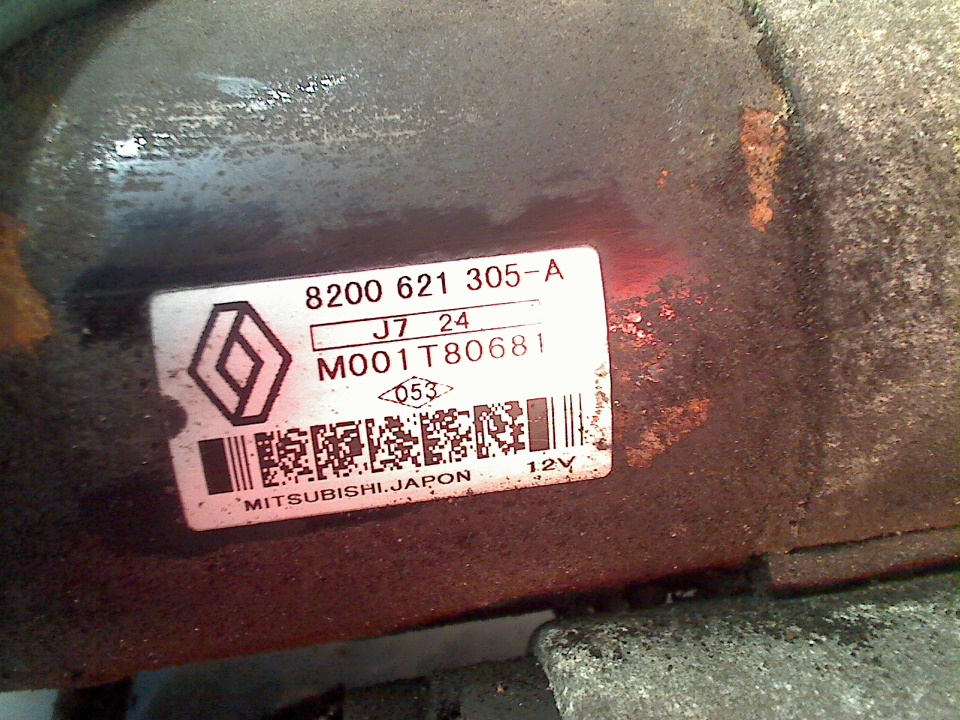 8200 621 305-A
J7 24
M001T80681
053
MITSUBISHI.JAPON 12V